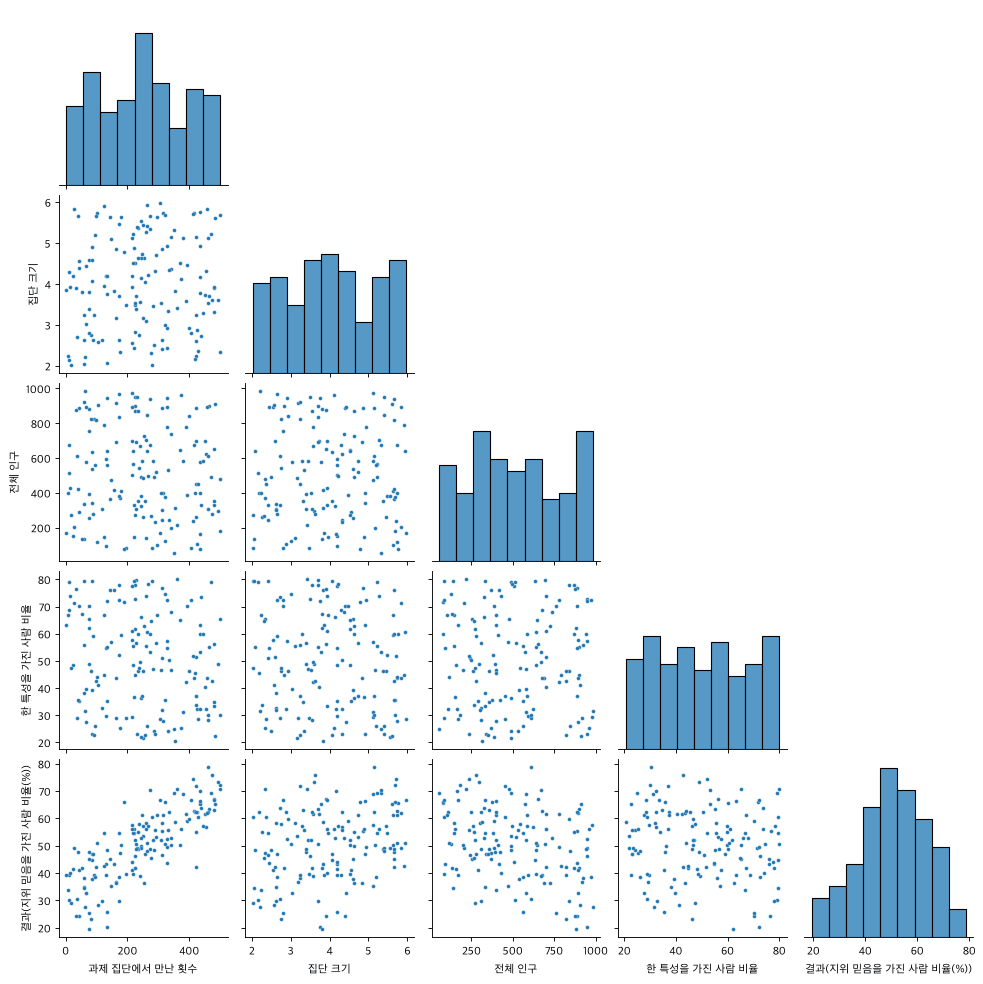 6
5
4
3
2
집단 크기
1000
800
600
400
200
전체 인구
80
70
60
50
40
30
20
한 특성을 가진 사람 비율
80
70
60
50
40
30
20
결과(지위 믿음을 가진 사람 비율(%))
0 200 400
2 3 4 5 6
250 500 750 1000
20 40 60 80
20 40 60 80
과제 집단에서 만난 횟수
집단 크기
전체 인구
한 특성을 가진 사람 비율
결과(지위 믿음을 가진 사람 비율(%))